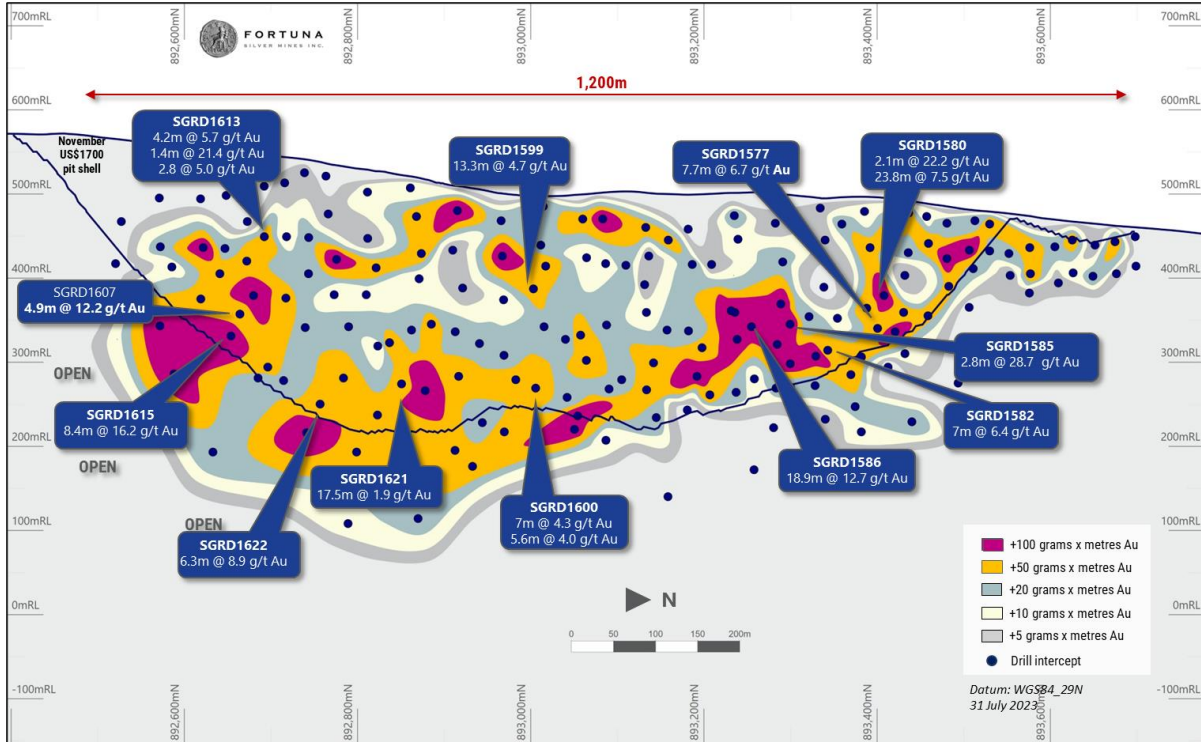 700mRL
892,600mN
892,800mN
893,000mN
893,200mN
893,400mN
893,600mN
700mRL
FORTUNA
SILVER MINES INC.
1,200m
600mRL
600mRL
November
US$1700
pit shell
SGRD1613
4.2m @ 5.7 g/t Au
1.4m @ 21.4 g/t Au
2.8 @ 5.0 g/t Au
SGRD1599
13.3m @ 4.7 g/t Au
SGRD1577
7.7m @ 6.7 g/t Au
SGRD1580
2.1m @ 22.2 g/t Au
23.8m @ 7.5 g/t Au
500mRL
500mRL
400mRL
400mRL
SGRD1607
4.9m @ 12.2 g/t Au
300mRL
300mRL
OPEN
SGRD1585
2.8m @ 28.7 g/t Au
SGRD1615
8.4m @ 16.2 g/t Au
SGRD1582
7m @ 6.4 g/t Au
200mRL
200mRL
OPEN
SGRD1621
17.5m @ 1.9 g/t Au
SGRD1586
18.9m @ 12.7 g/t Au
SGRD1600
7m @ 4.3 g/t Au
5.6m @ 4.0 g/t Au
100mRL
100mRL
OPEN
SGRD1622
6.3m @ 8.9 g/t Au
+100 grams x metres Au
+50 grams x metres Au
+20 grams x metres Au
+10 grams x metres Au
+5 grams x metres Au
Drill intercept
0mRL
0mRL
N
0 50 100 150 200m
Datum: WGS84_29N
31 July 2023
-100mRL
-100mRL
892,600mN
892,800mN
893,000mN
893,200mN
893,400mN
893,600mN